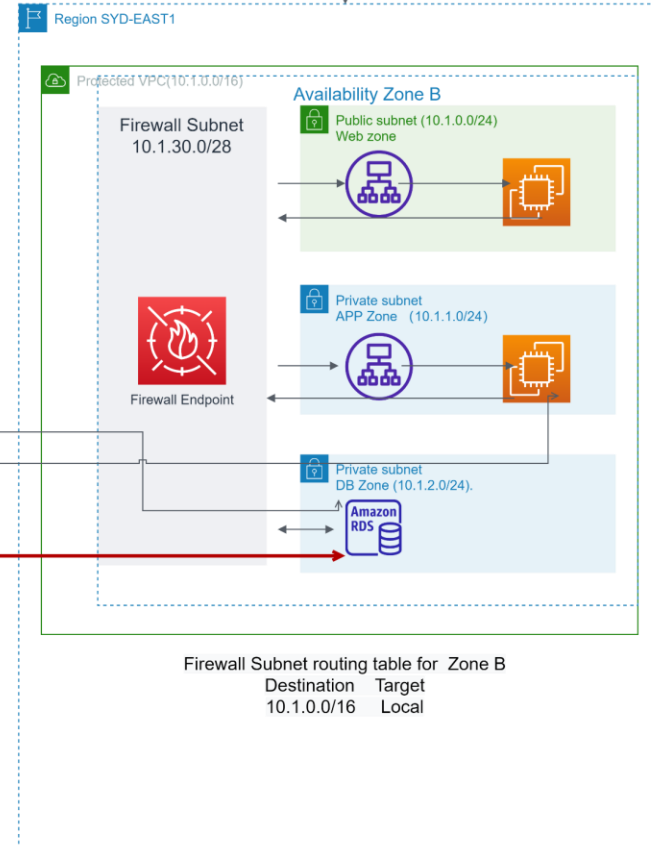 Region SYD-EAST1
Protected VPC(10.1.0.0/16)
Availability Zone B
Firewall Subnet
10.1.30.0/28
Public subnet (10.1.0.0/24)
Web zone
Private subnet
APP Zone (10.1.1.0/24)
Firewall Endpoint
Private subnet
DB Zone (10.1.2.0/24).
Amazon
RDS
Firewall Subnet routing table for Zone B
Destination Target
10.1.0.0/16 Local